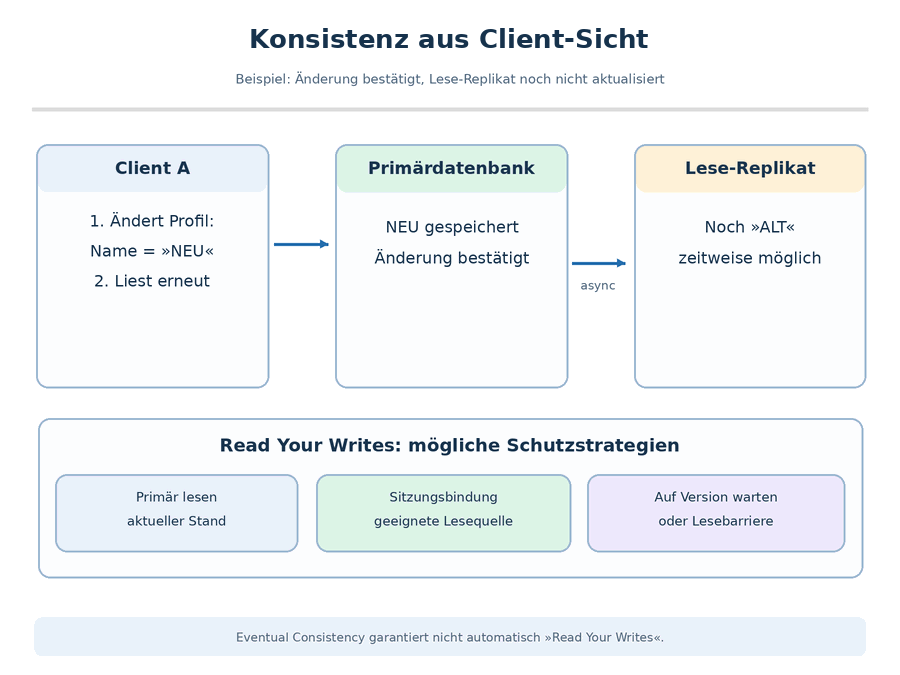 Konsistenz aus Client-Sicht
Beispiel: Änderung bestätigt, Lese-Replikat noch nicht aktualisiert
Client A
1. Ändert Profil:
Name = »NEU«
2. Liest erneut
Primärdatenbank
NEU gespeichert
Änderung bestätigt
async
Lese-Replikat
Noch »ALT«
zeitweise möglich
Read Your Writes: mögliche Schutzstrategien
Primär lesen
aktueller Stand
Sitzungsbindung
geeignete Lesequelle
Auf Version warten
oder Lesebarriere
Eventual Consistency garantiert nicht automatisch »Read Your Writes«.